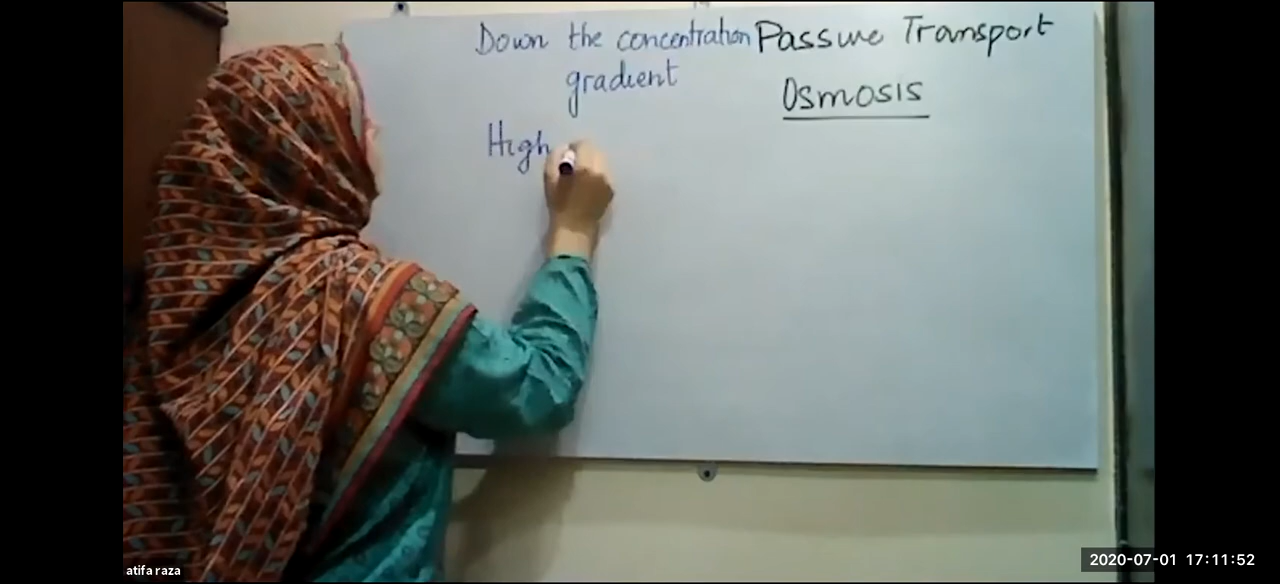 Down the concentration Passive Transport
gradient
Osmosis
High
atifa raza
2020-07-01 17:11:52